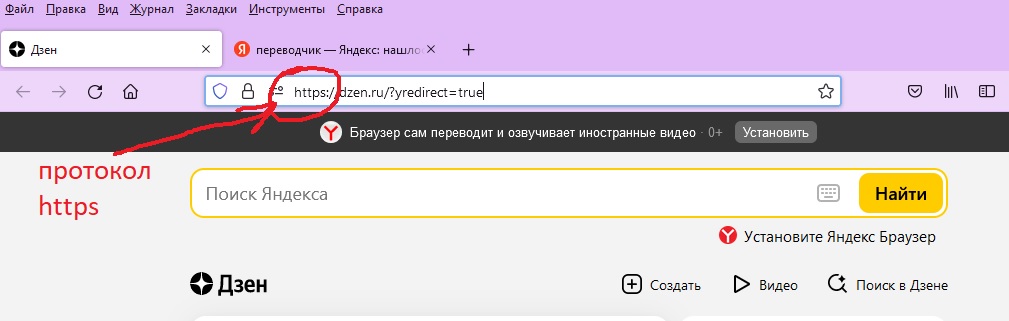 Файл Правка Вид Журнал Закладки Инструменты Справка
Дзен
Я переводчик — Яндекс: нашлос
https://dzen.ru/?yredirect=true
Y Браузер сам переводит и озвучивает иностранные видео · 0+ Установить
протокол
https
Поиск Яндекса
Найти
Y Установите Яндекс Браузер
Дзен
Создать
Видео
Поиск в Дзене